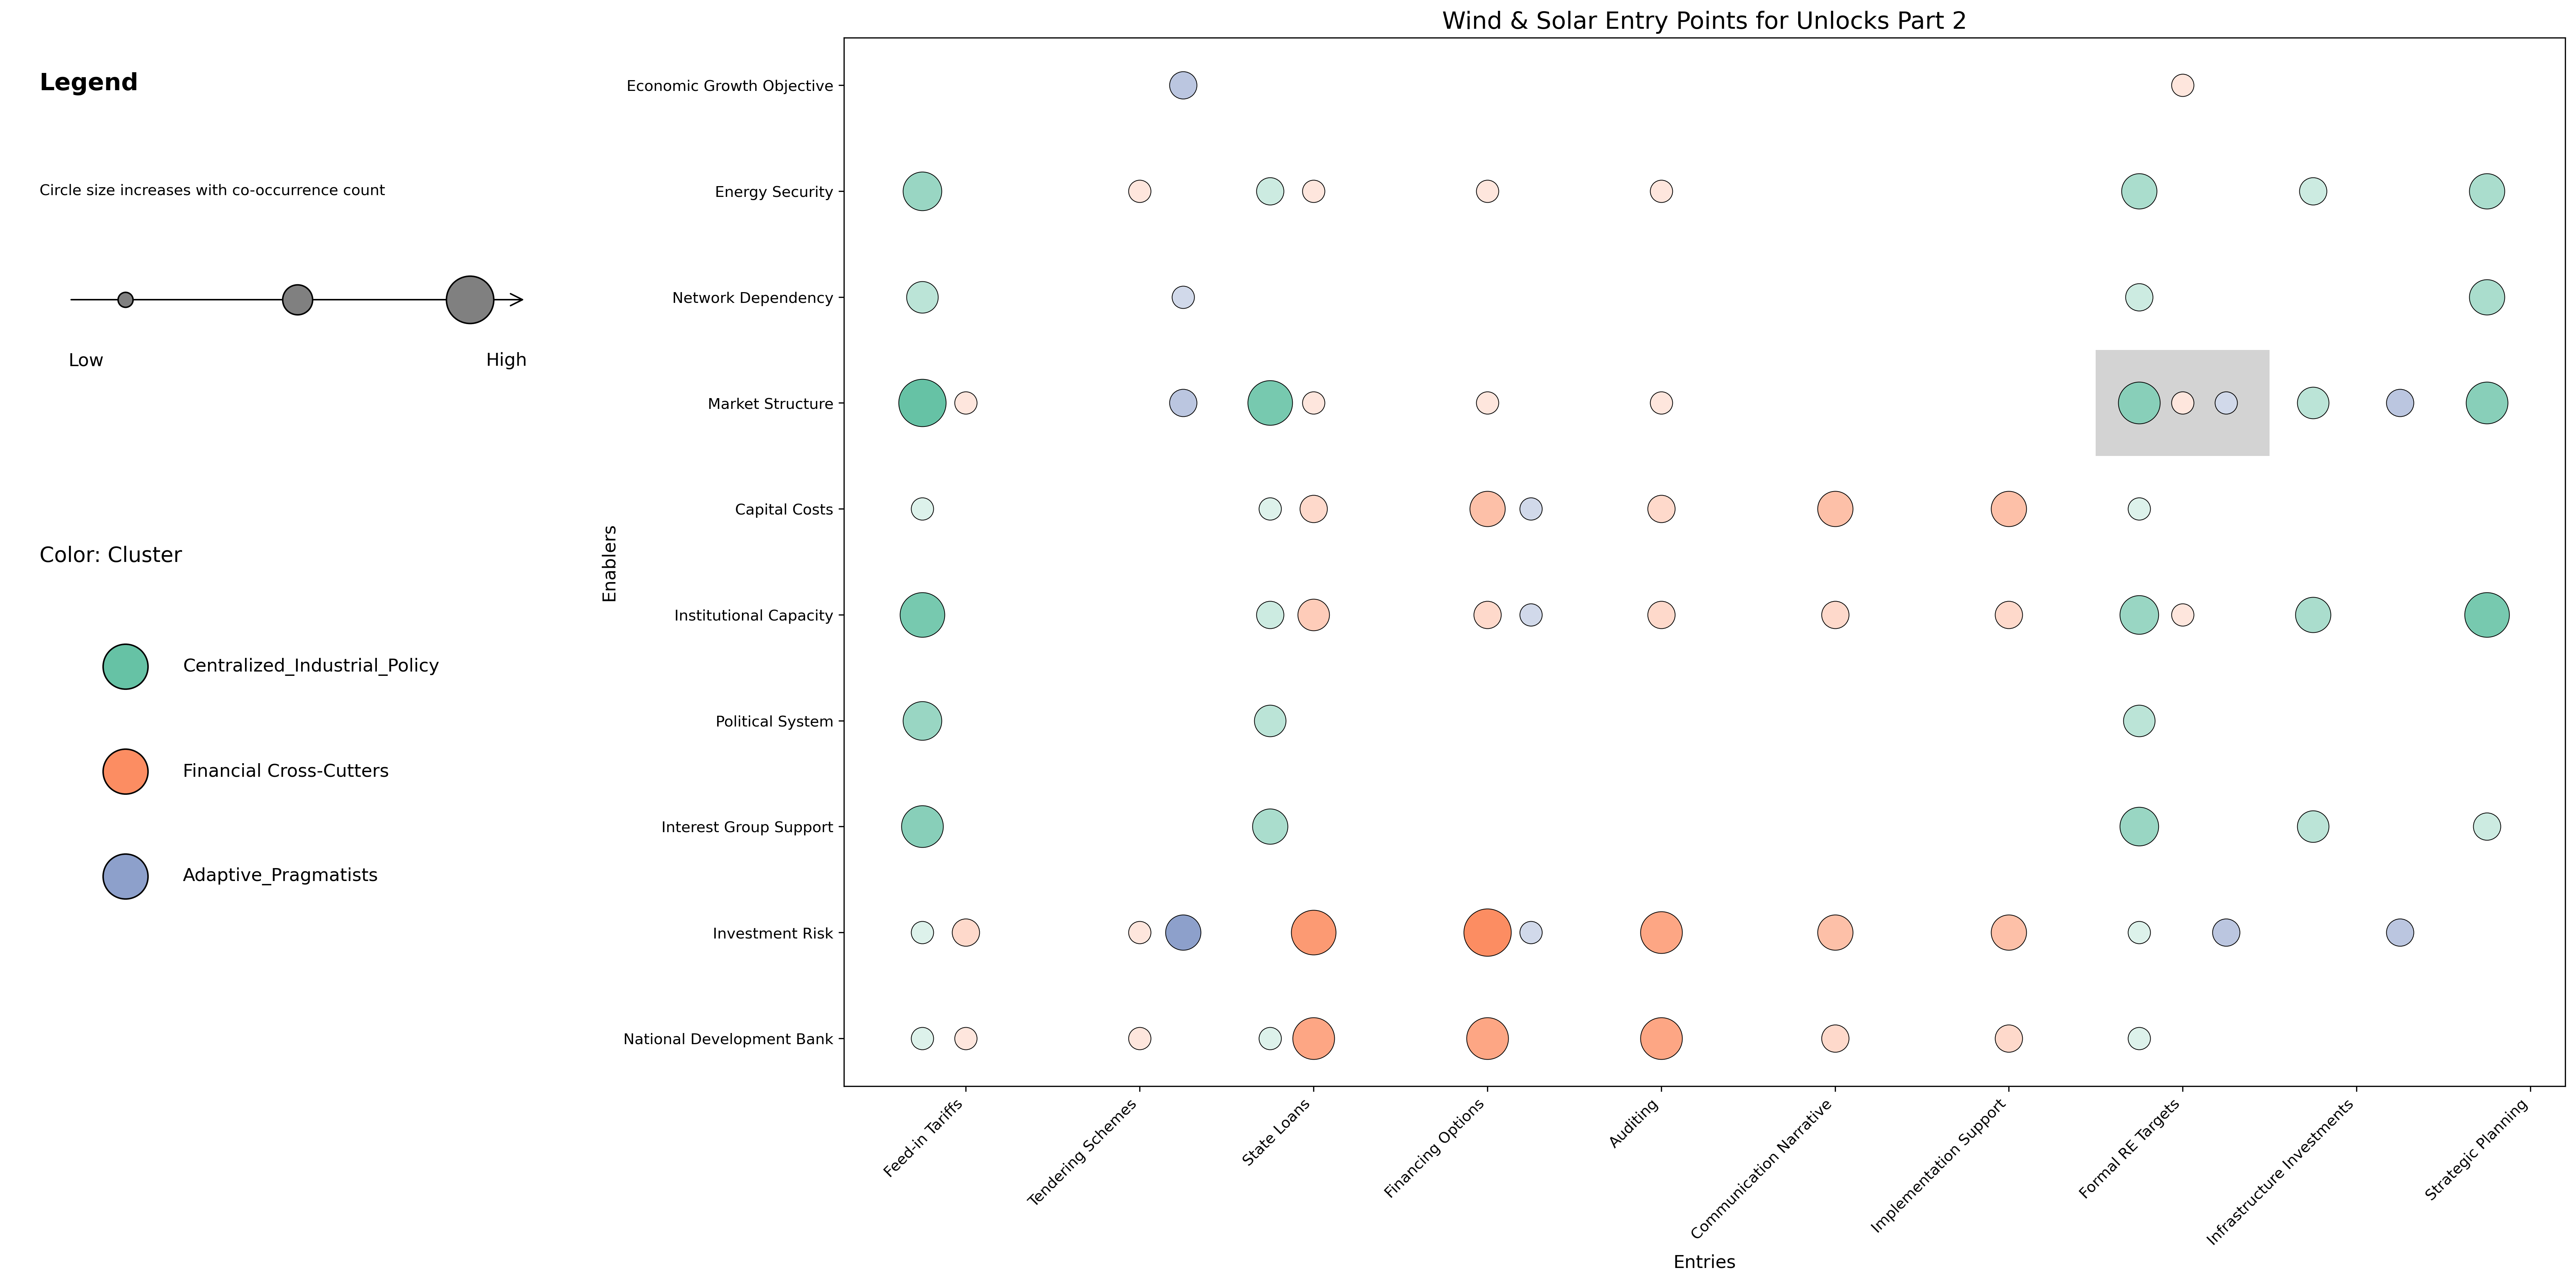 Wind & Solar Entry Points for Unlocks Part 2
Legend
Circle size increases with co-occurrence count
Low
High
Color: Cluster
Centralized_Industrial_Policy
Financial Cross-Cutters
Adaptive_Pragmatists
Enablers
Economic Growth Objective
Energy Security
Network Dependency
Market Structure
Capital Costs
Institutional Capacity
Political System
Interest Group Support
Investment Risk
National Development Bank
Feed-in Tariffs
Tendering Schemes
State Loans
Financing Options
Auditing
Communication Narrative
Implementation Support
Formal RE Targets
Infrastructure Investments
Strategic Planning
Entries